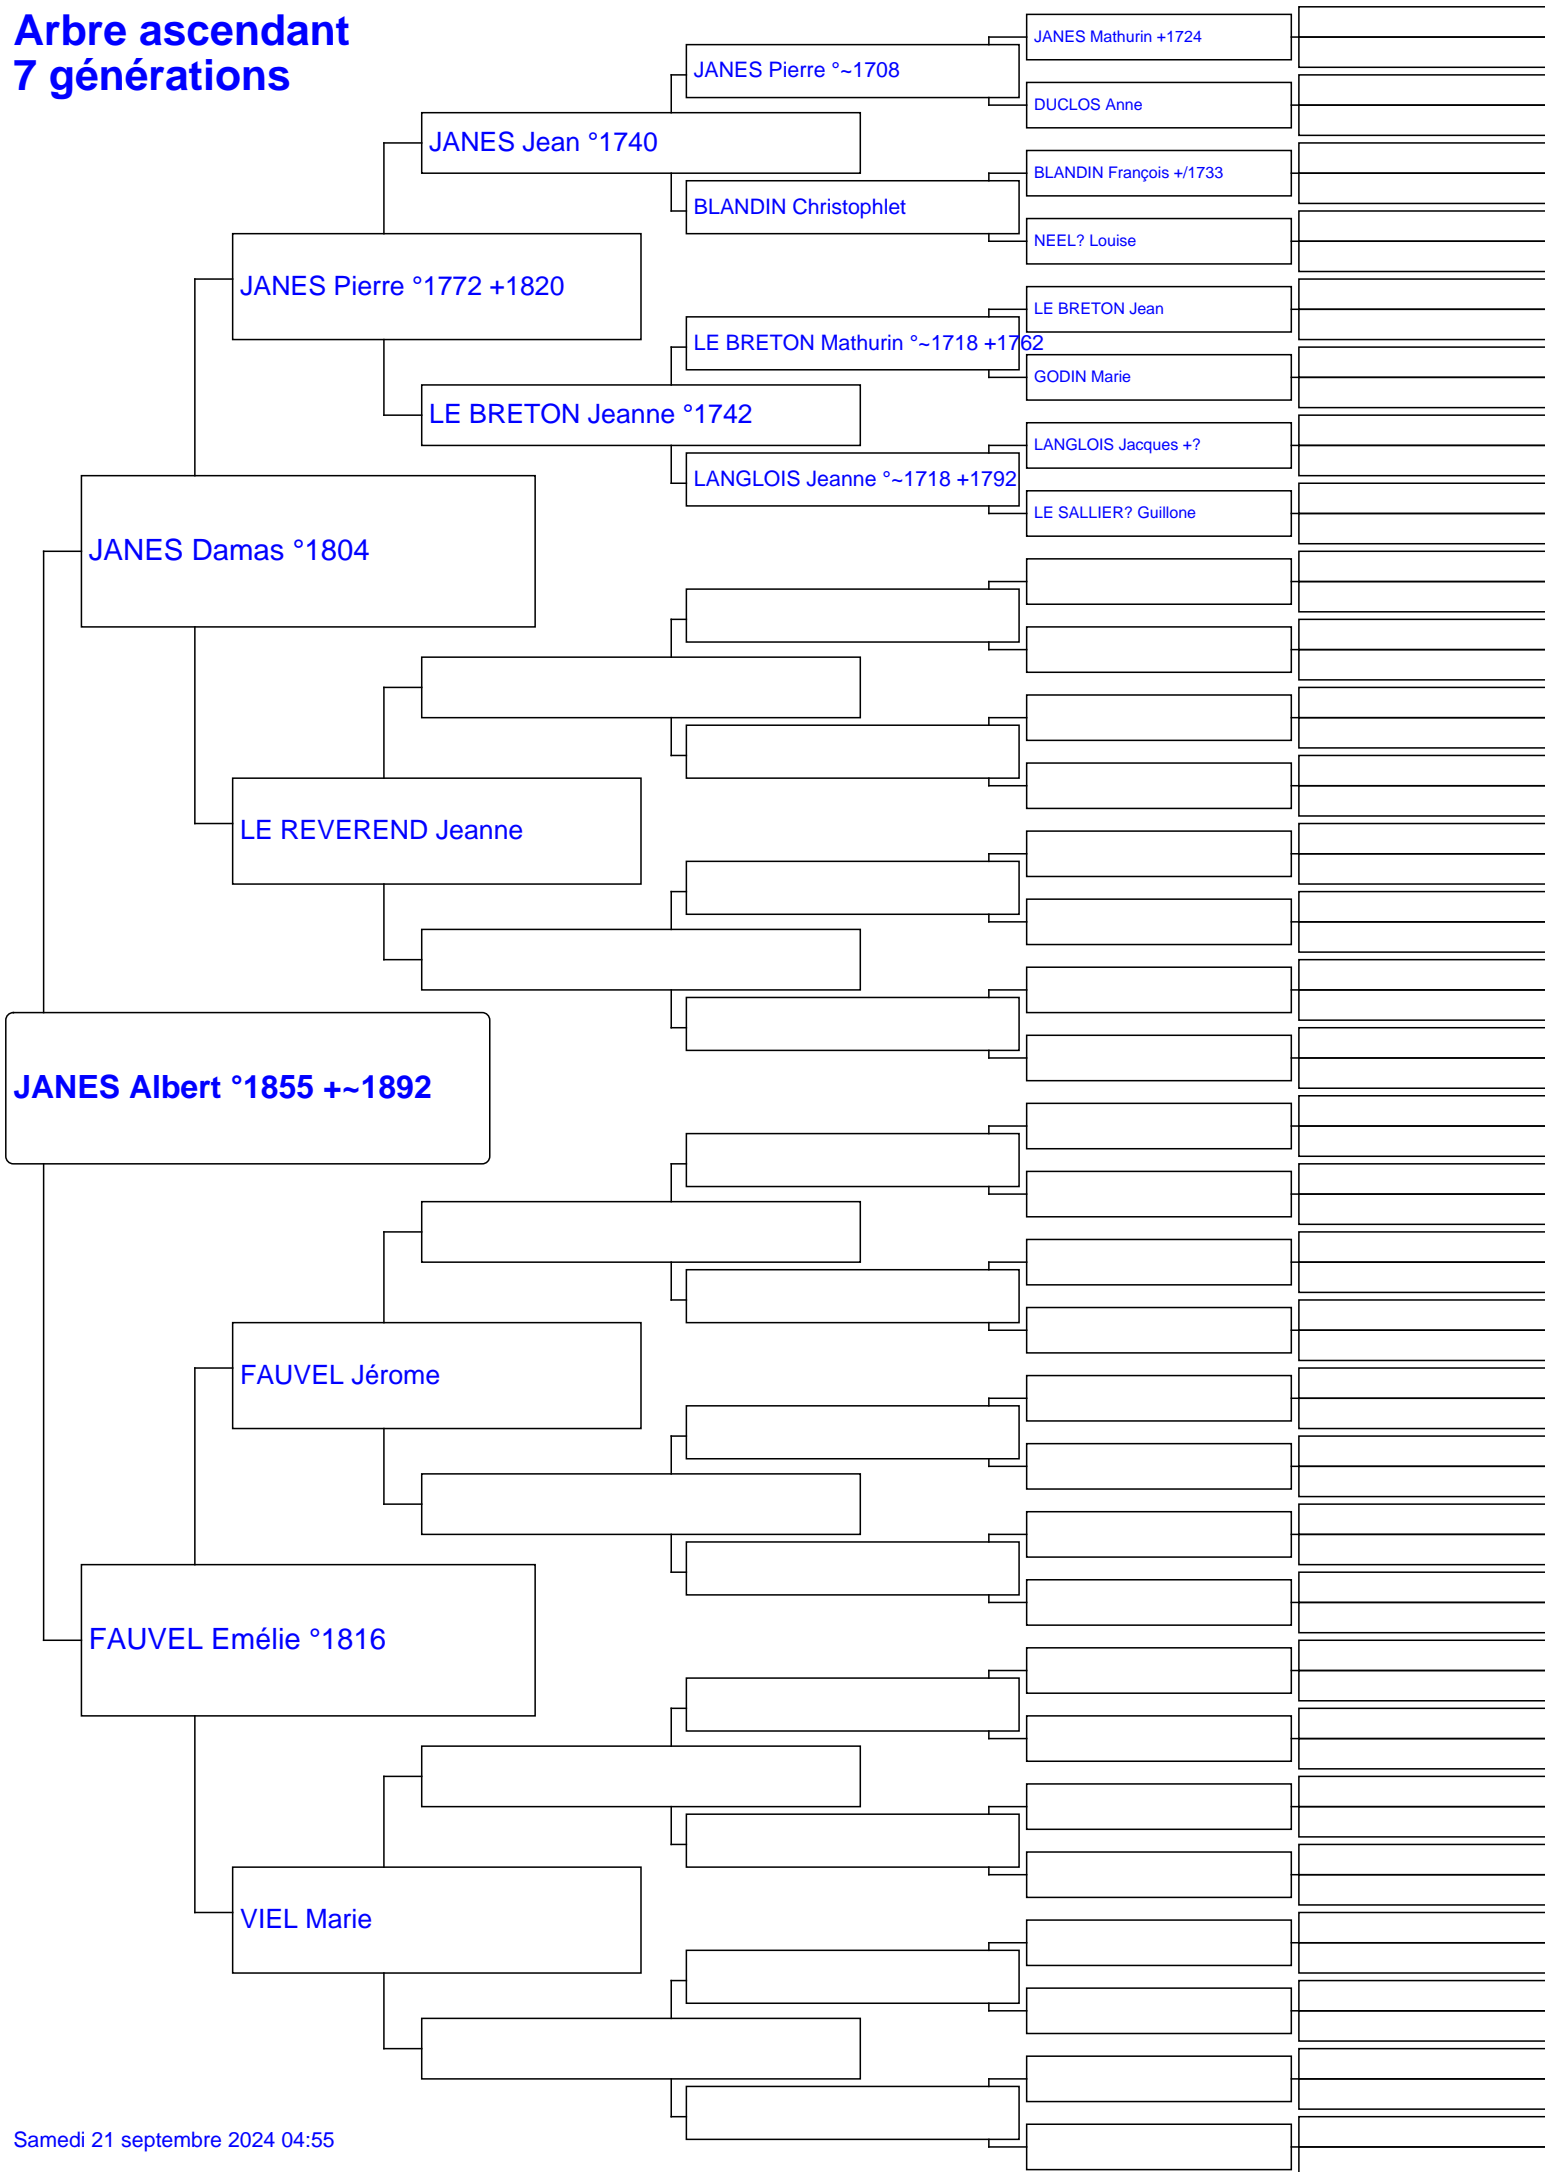 Arbre ascendant
7 générations
JANES Mathurin +1724
JANES Pierre °~1708
DUCLOS Anne
JANES Jean °1740
BLANDIN François +/1733
BLANDIN Christophlet
NEEL? Louise
JANES Pierre °1772 +1820
LE BRETON Jean
LE BRETON Mathurin °~1718 +1762
GODIN Marie
LE BRETON Jeanne °1742
LANGLOIS Jacques +?
LANGLOIS Jeanne °~1718 +1792
LE SALLIER? Guillone
JANES Damas °1804
LE REVEREND Jeanne
JANES Albert °1855 +~1892
FAUVEL Jérome
FAUVEL Emélie °1816
VIEL Marie
Samedi 21 septembre 2024 04:55